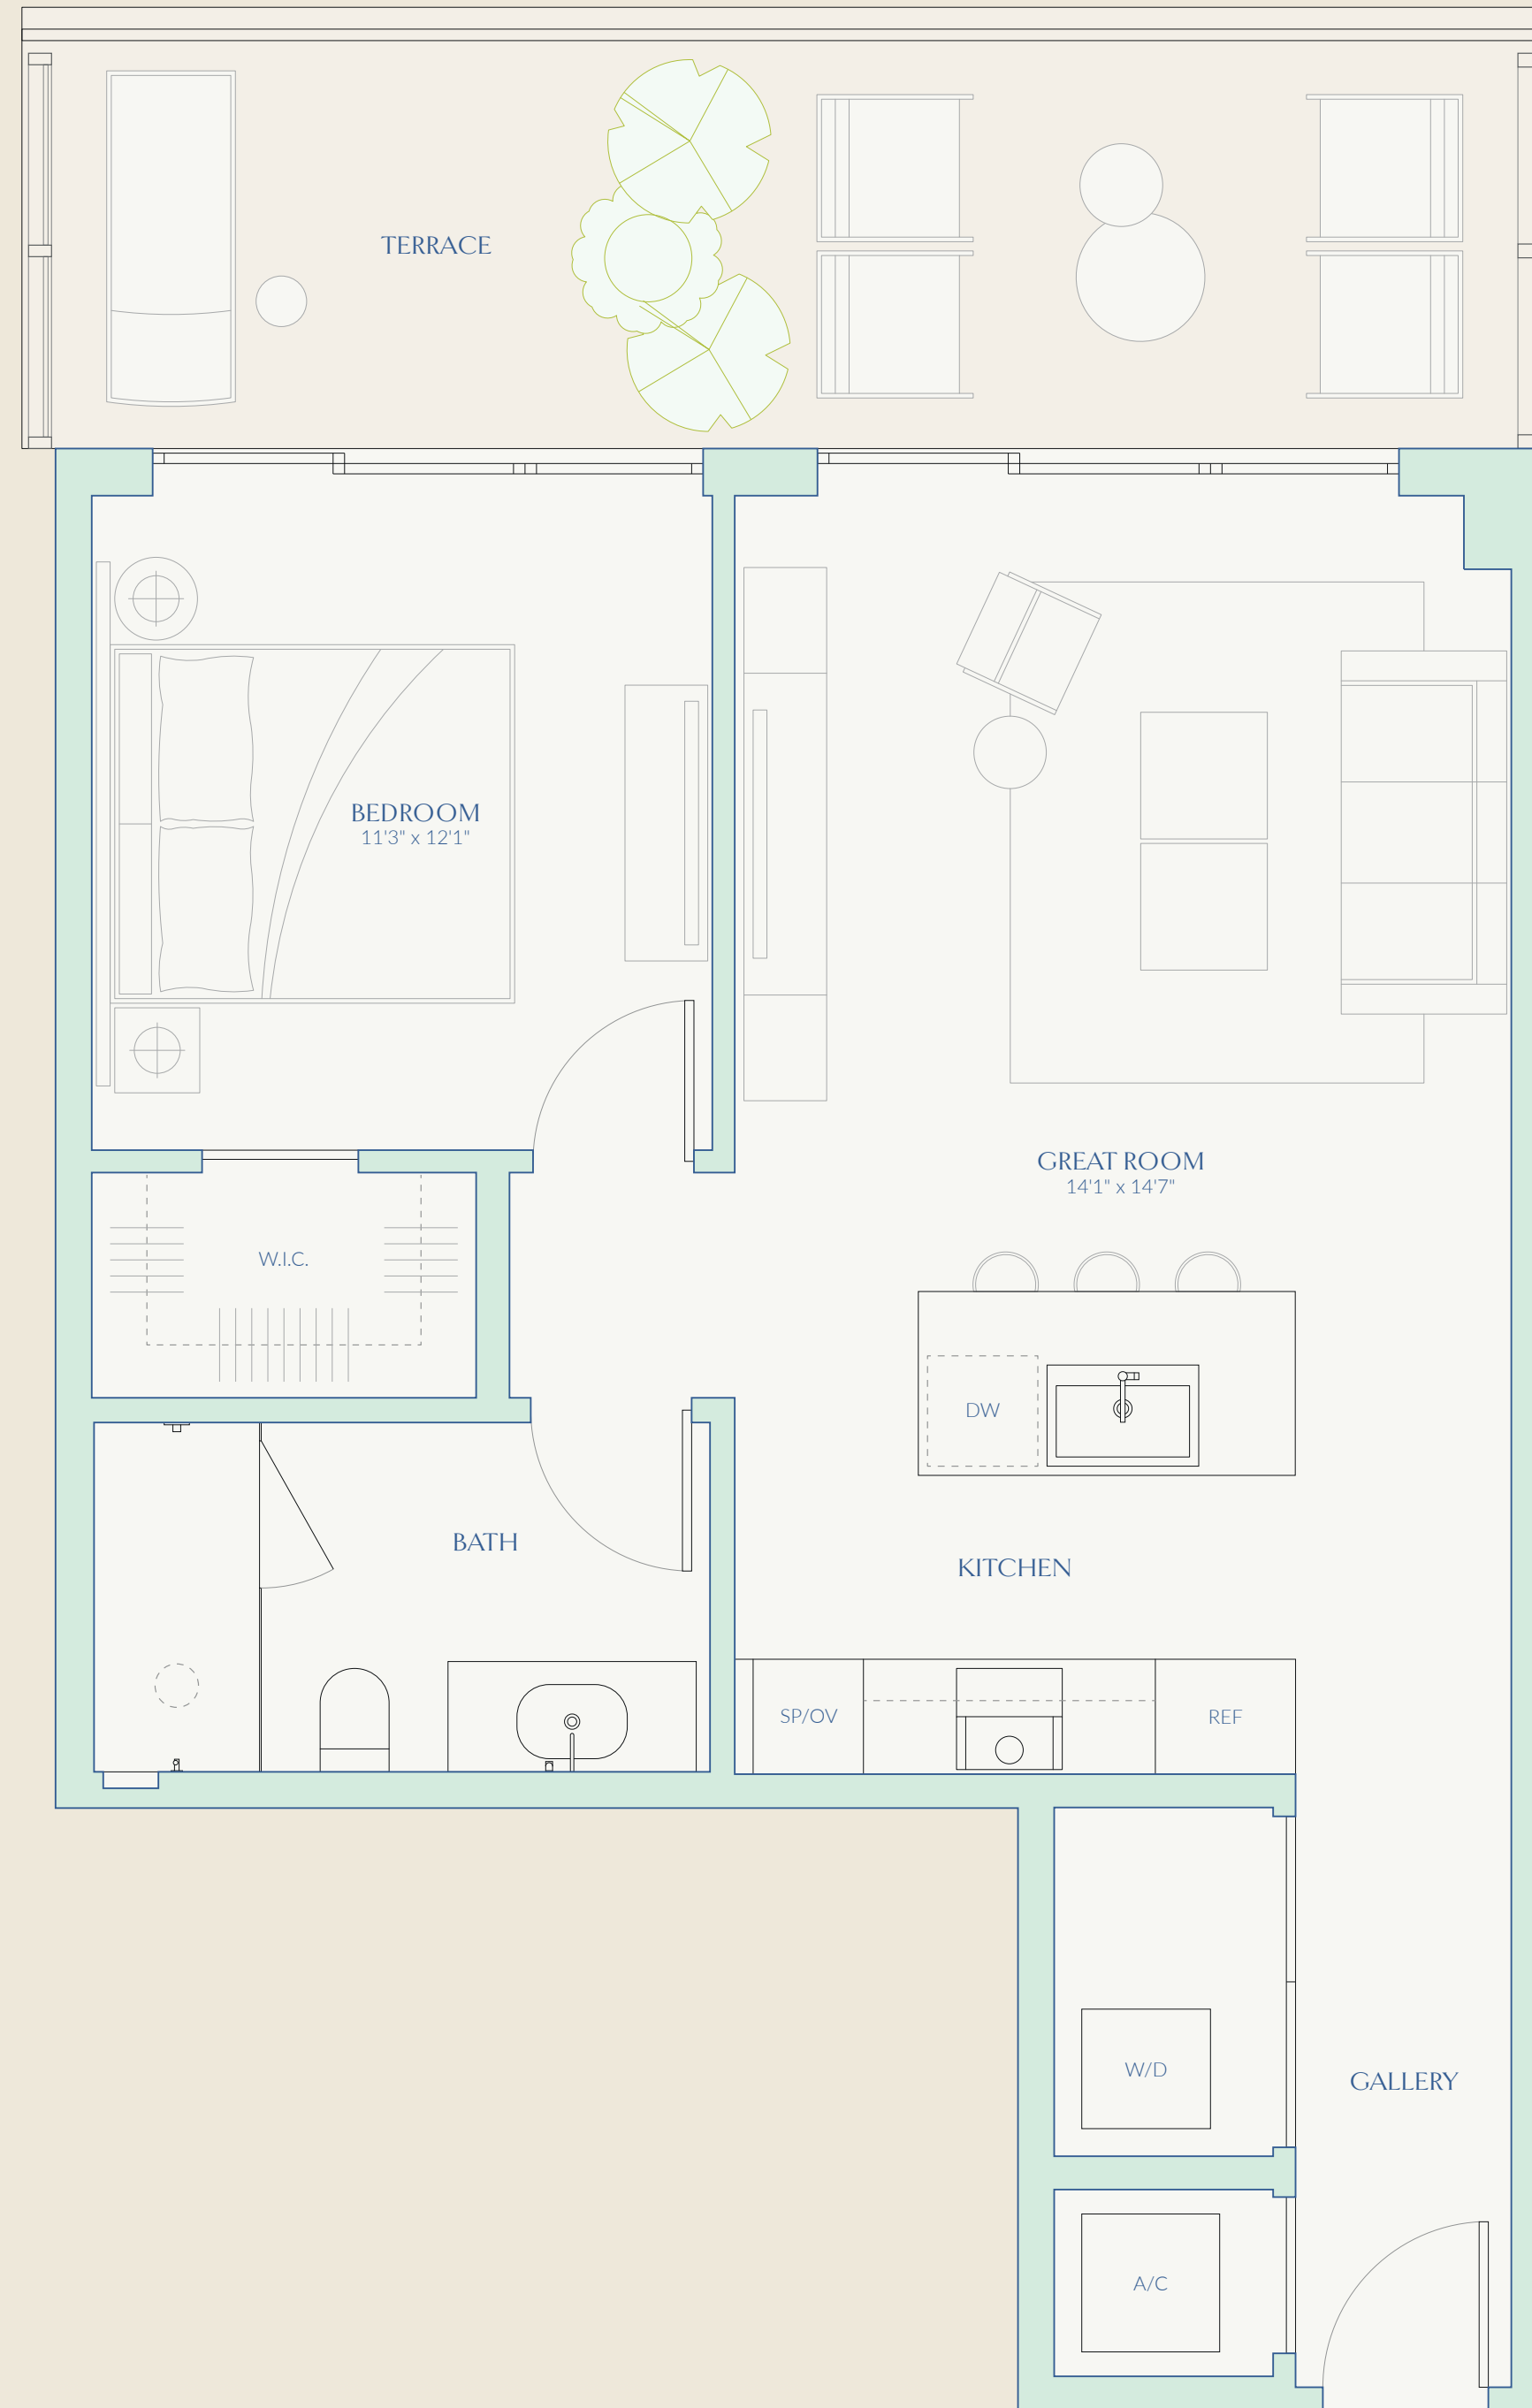 TERRACE
BEDROOM
11'3" x 12'1"
GREAT ROOM
14'1" x 14'7"
W.I.C.
DW
BATH
KITCHEN
SP/OV
REF
W/D
GALLERY
A/C